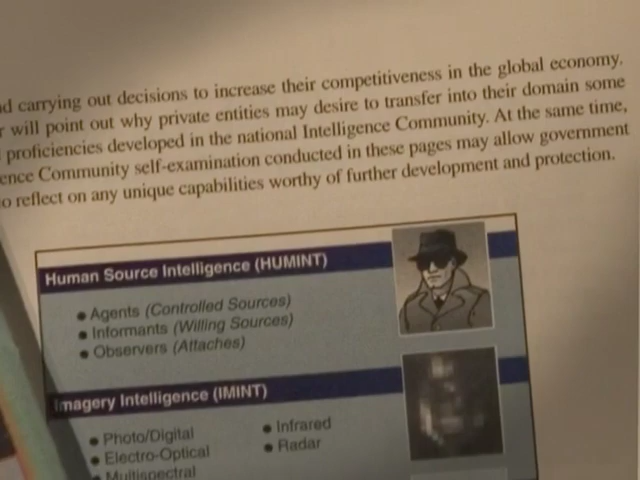 nd carrying out decisions to increase their competitiveness in the global economy.
r will point out why private entities may desire to transfer into their domain some
proficiencies developed in the national Intelligence Community. At the same time,
ence Community self-examination conducted in these pages may allow government
o reflect on any unique capabilities worthy of further development and protection.
Human Source Intelligence (HUMINT)
● Agents (Controlled Sources)
● Informants (Willing Sources)
● Observers (Attaches)
Imagery Intelligence (IMINT)
● Photo/Digital
● Electro-Optical
● Multispectral
● Infrared
● Radar